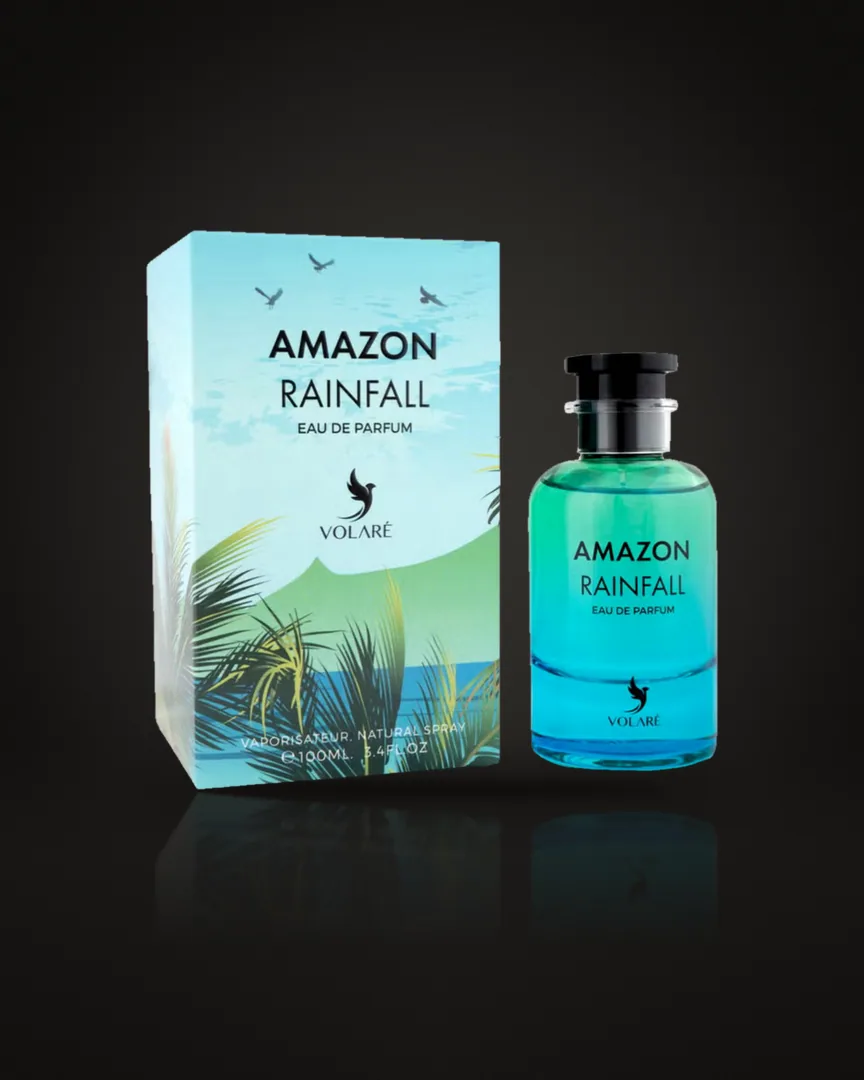 AMAZON
RAINFALL
EAU DE PARFUM
VOLARÉ
VAPORISATEUR. NATURAL SPRAY
℮100ML. 3.4FL.OZ
AMAZON
RAINFALL
EAU DE PARFUM
VOLARÉ